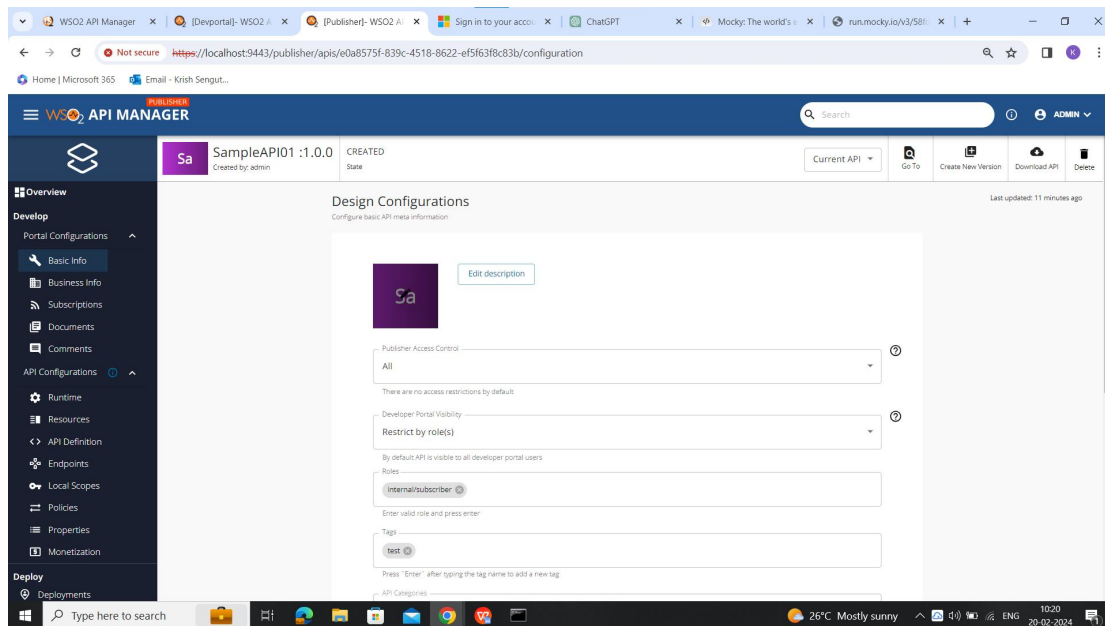 WSO2 API Manager
[Devportal]- WSO2 A
[Publisher]- WSO2 A
Sign in to your accou
ChatGPT
Mocky: The world's
run.mocky.io/v3/58f
Not secure https://localhost:9443/publisher/apis/e0a8575f-839c-4518-8622-ef5f63f8c83b/configuration
K
Home | Microsoft 365
Email - Krish Sengut...
PUBLISHER
WSO2 API MANAGER
Search
ADMIN
Sa
SampleAPI01 :1.0.0
Created by: admin
CREATED
State
Current API
Go To
Create New Version
Download API
Delete
Overview
Develop
Portal Configurations
Basic Info
Business Info
Subscriptions
Documents
Comments
API Configurations
Runtime
Resources
API Definition
Endpoints
Local Scopes
Policies
Properties
Monetization
Deploy
Deployments
Design Configurations
Configure basic API meta information
Last updated: 11 minutes ago
Sa
Edit description
Publisher Access Control
All
There are no access restrictions by default
Developer Portal Visibility
Restrict by role(s)
By default API is visible to all developer portal users
Roles
internal/subscriber
Enter valid role and press enter
Tags
test
Press `Enter` after typing the tag name to add a new tag
API Categories
Type here to search
26°C Mostly sunny
ENG
10:20
20-02-2024